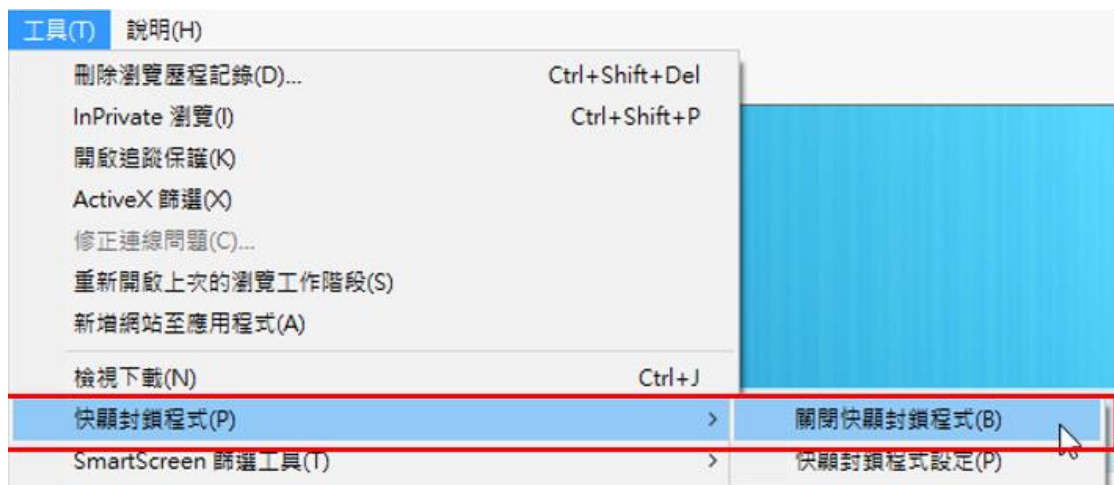 工具(T) 說明(H)
刪除瀏覽歷程記錄(D)... Ctrl+Shift+Del
InPrivate 瀏覽(I) Ctrl+Shift+P
開啟追蹤保護(K)
ActiveX 篩選(X)
修正連線問題(C)...
重新開啟上次的瀏覽工作階段(S)
新增網站至應用程式(A)
檢視下載(N) Ctrl+J
快顯封鎖程式(P) > 關閉快顯封鎖程式(B)
SmartScreen 篩選工具(T) > 快顯封鎖程式設定(P)